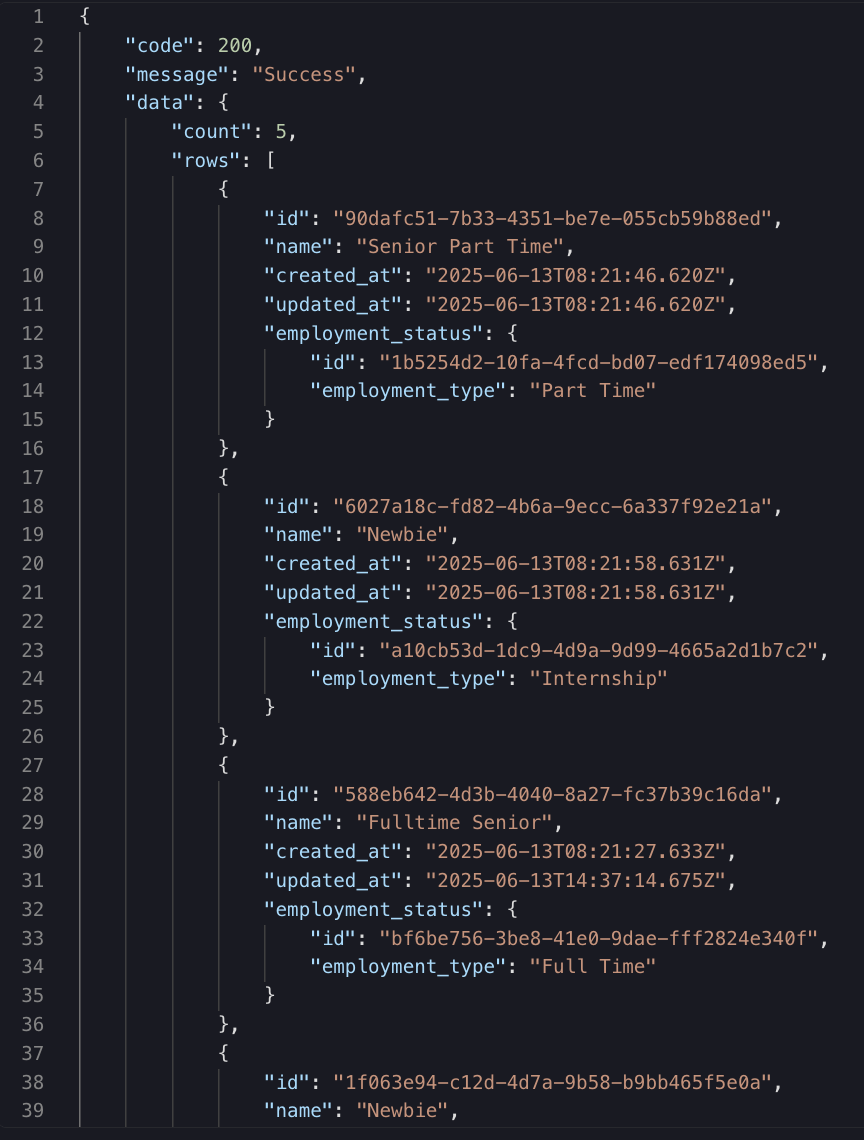 1 {
2 "code": 200,
3 "message": "Success",
4 "data": {
5 "count": 5,
6 "rows": [
7 {
8 "id": "90dafc51-7b33-4351-be7e-055cb59b88ed",
9 "name": "Senior Part Time",
10 "created_at": "2025-06-13T08:21:46.620Z",
11 "updated_at": "2025-06-13T08:21:46.620Z",
12 "employment_status": {
13 "id": "1b5254d2-10fa-4fcd-bd07-edf174098ed5",
14 "employment_type": "Part Time"
15 }
16 },
17 {
18 "id": "6027a18c-fd82-4b6a-9ecc-6a337f92e21a",
19 "name": "Newbie",
20 "created_at": "2025-06-13T08:21:58.631Z",
21 "updated_at": "2025-06-13T08:21:58.631Z",
22 "employment_status": {
23 "id": "a10cb53d-1dc9-4d9a-9d99-4665a2d1b7c2",
24 "employment_type": "Internship"
25 }
26 },
27 {
28 "id": "588eb642-4d3b-4040-8a27-fc37b39c16da",
29 "name": "Fulltime Senior",
30 "created_at": "2025-06-13T08:21:27.633Z",
31 "updated_at": "2025-06-13T14:37:14.675Z",
32 "employment_status": {
33 "id": "bf6be756-3be8-41e0-9dae-fff2824e340f",
34 "employment_type": "Full Time"
35 }
36 },
37 {
38 "id": "1f063e94-c12d-4d7a-9b58-b9bb465f5e0a",
39 "name": "Newbie",